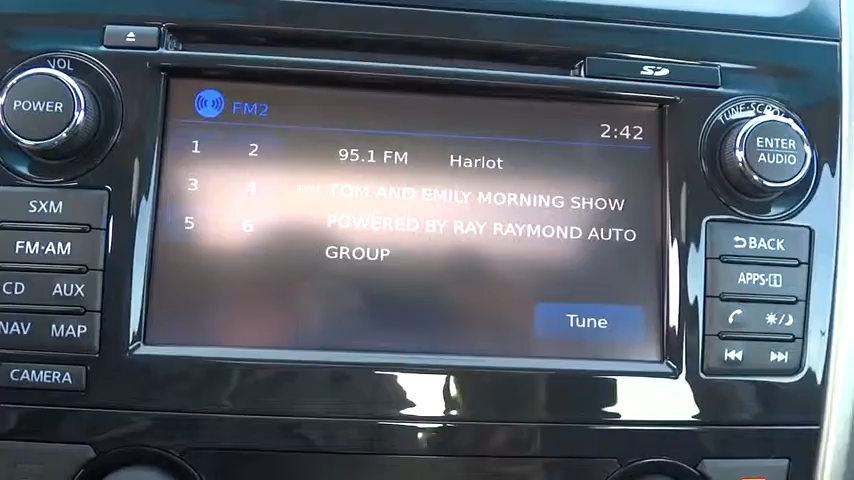 VOL
POWER
SXM
FM·AM
CD AUX
NAV MAP
CAMERA
FM2
2:42
1 2
3 4
5 6
95.1 FM Harlot
TOM AND EMILY MORNING SHOW
POWERED BY RAY RAYMOND AUTO
GROUP
Tune
SD
TUNE·SCROLL
ENTER
AUDIO
BACK
APPS·i